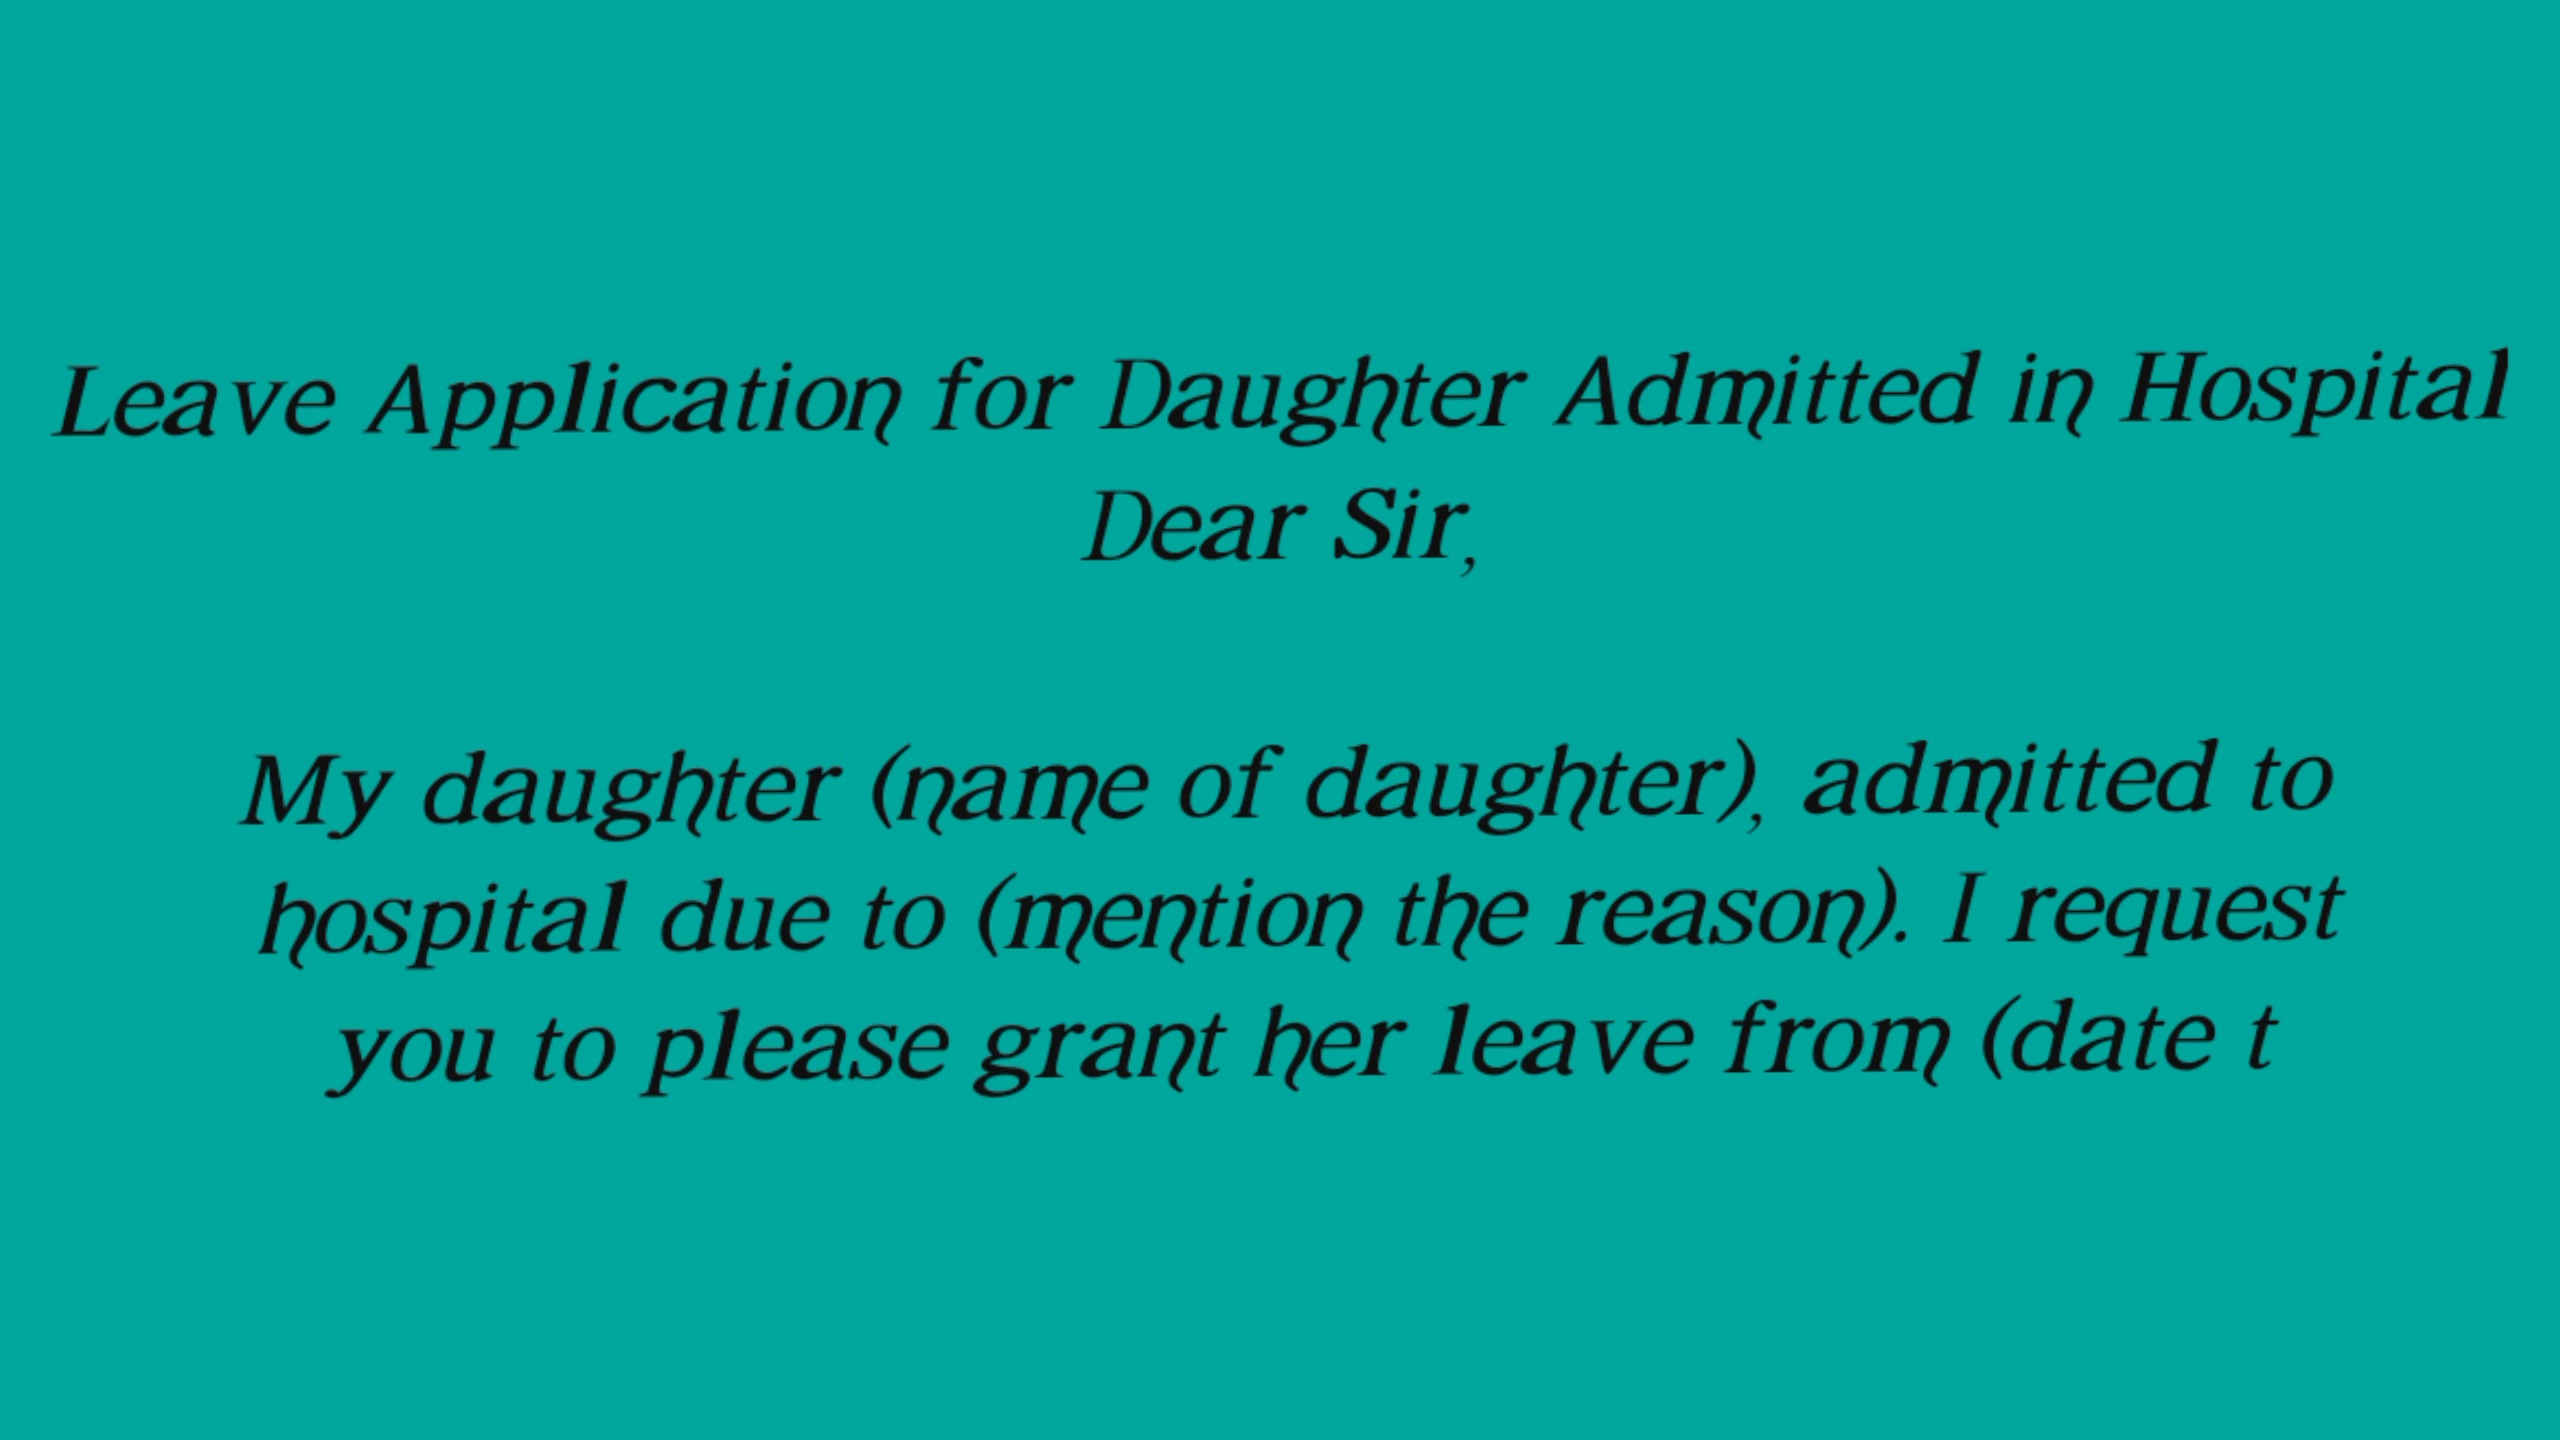 Leave Application for Daughter Admitted in Hospital
Dear Sir,
My daughter (name of daughter), admitted to
hospital due to (mention the reason). I request
you to please grant her leave from (date t